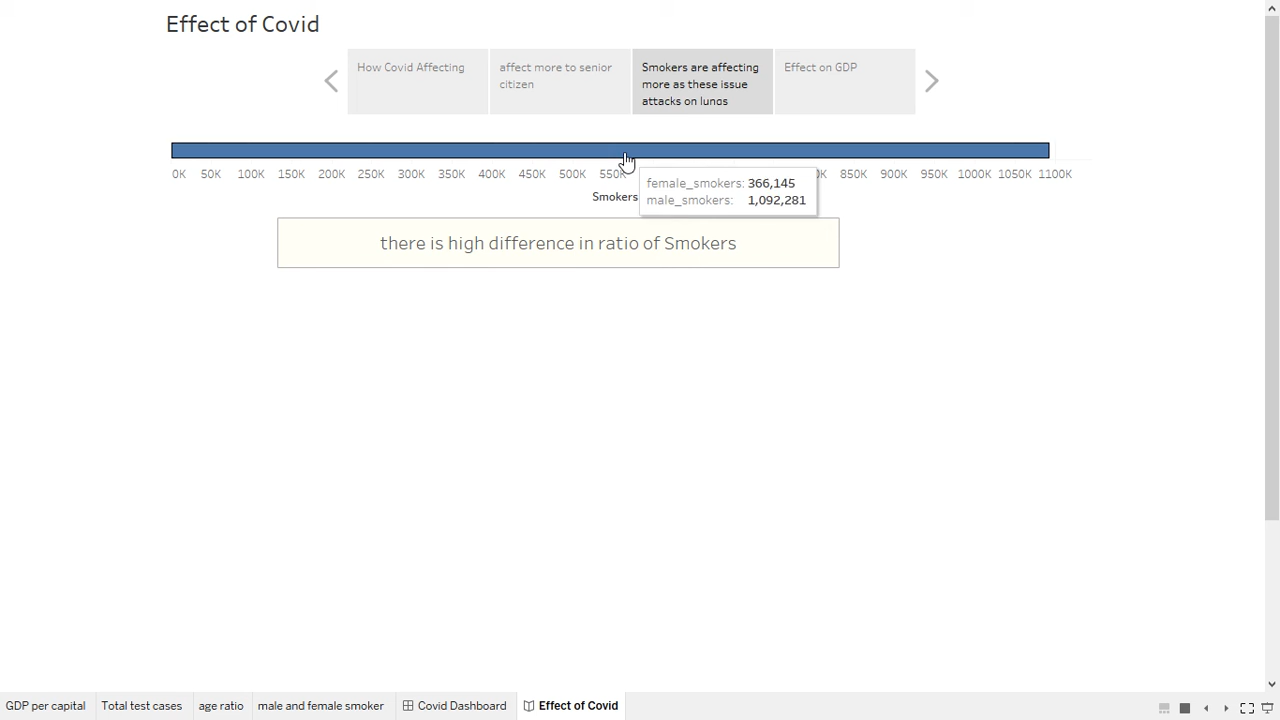 Effect of Covid
How Covid Affecting
affect more to senior
citizen
Smokers are affecting
more as these issue
attacks on lungs
Effect on GDP
0K 50K 100K 150K 200K 250K 300K 350K 400K 450K 500K 550K 850K 900K 950K 1000K 1050K 1100K
female_smokers: 366,145
male_smokers: 1,092,281
Smokers
there is high difference in ratio of Smokers
GDP per capital Total test cases age ratio male and female smoker Covid Dashboard Effect of Covid